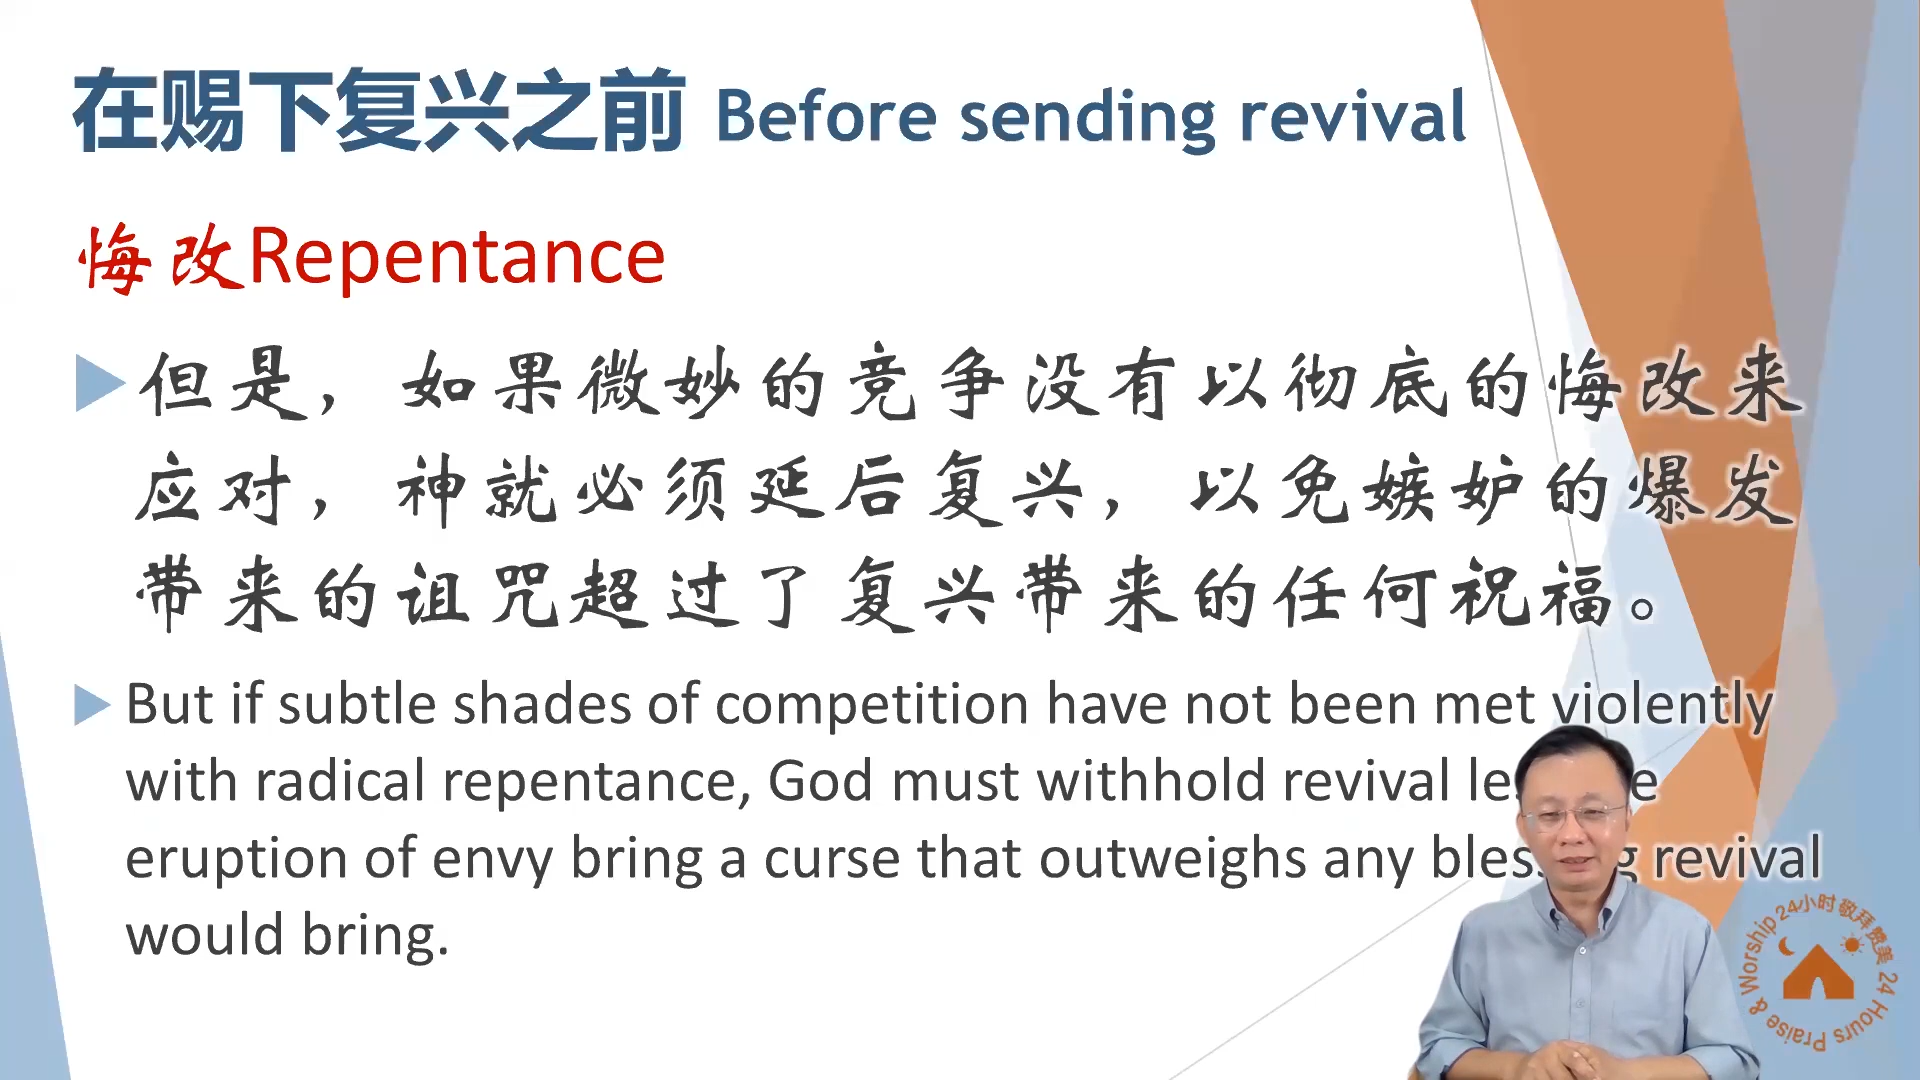 在赐下复兴之前 Before sending revival
悔改Repentance
但是，如果微妙的竞争没有以彻底的悔改来
应对，神就必须延后复兴，以免嫉妒的爆发
带来的诅咒超过了复兴带来的任何祝福。
But if subtle shades of competition have not been met violently
with radical repentance, God must withhold revival
eruption of envy bring a curse that outweighs any revival
would bring.
24小时敬拜赞美 24 Hours Praise & Worship